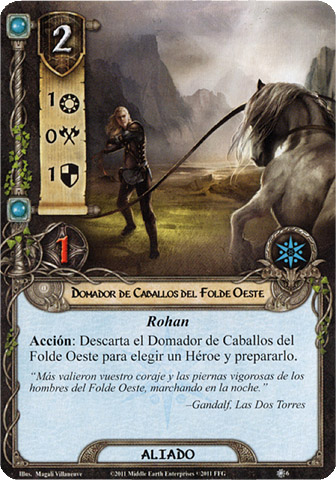 2
1
0
1
1
Domador de Caballos del Folde Oeste
Rohan
Acción: Descarta el Domador de Caballos del
Folde Oeste para elegir un Héroe y prepararlo.
“Más valieron vuestro coraje y las piernas vigorosas de los
hombres del Folde Oeste, marchando en la noche.”
–Gandalf, Las Dos Torres
ALIADO
Illus. Magali Villeneuve ©2011 Middle Earth Enterprises • 2011 FFG 6